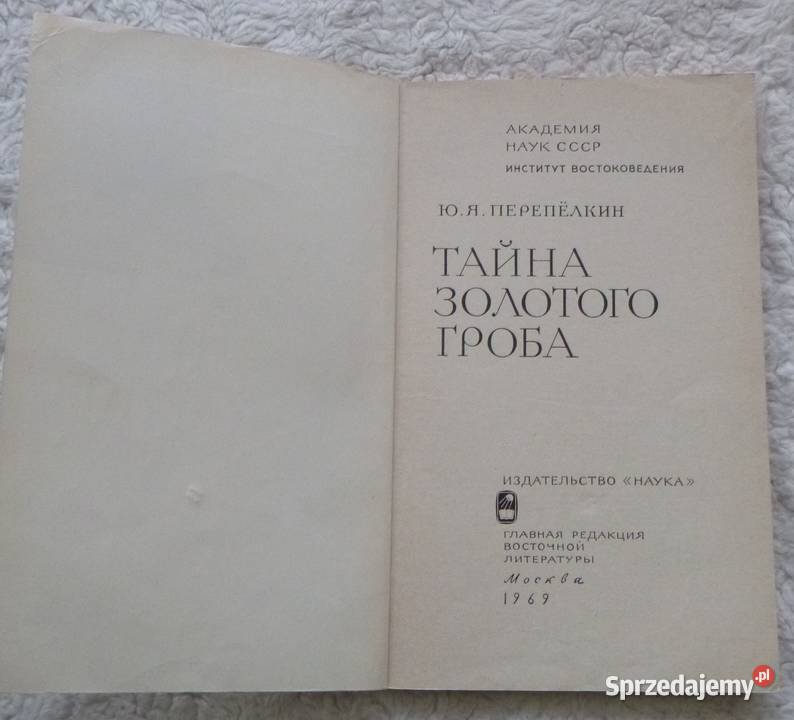 АКАДЕМИЯ
НАУК СССР
ИНСТИТУТ ВОСТОКОВЕДЕНИЯ
Ю. Я. ПЕРЕПЁЛКИН
ТАЙНА
ЗОЛОТОГО
ГРОБА
ИЗДАТЕЛЬСТВО «НАУКА»
ГЛАВНАЯ РЕДАКЦИЯ
ВОСТОЧНОЙ
ЛИТЕРАТУРЫ
Москва
1969
Sprzedajemy.pl